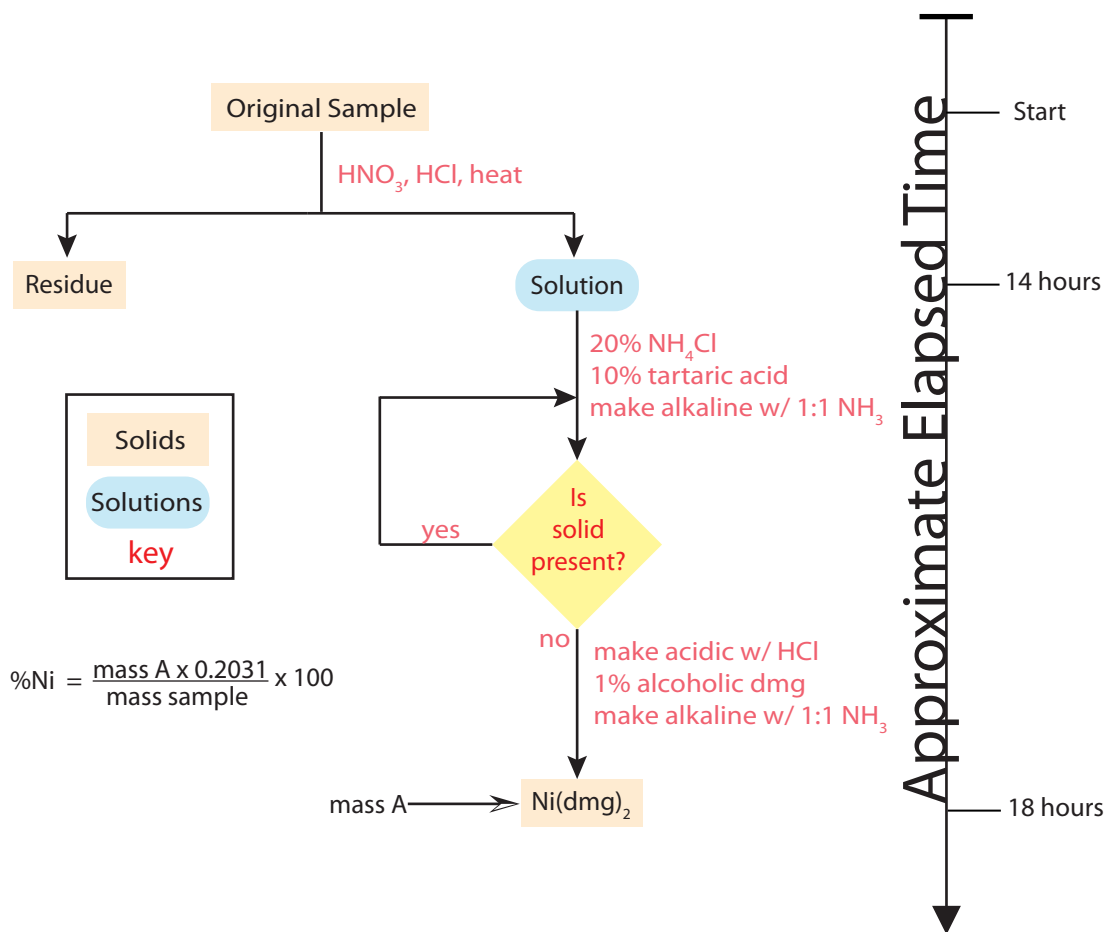 Original Sample
HNO₃, HCl, heat
Residue
Solution
20% NH₄Cl
10% tartaric acid
make alkaline w/ 1:1 NH₃
Solids
Solutions
key
Is
solid
present?
yes
no
make acidic w/ HCl
1% alcoholic dmg
make alkaline w/ 1:1 NH₃
%Ni = mass A x 0.2031 / mass sample x 100
mass A
Ni(dmg)₂
Approximate Elapsed Time
Start
14 hours
18 hours